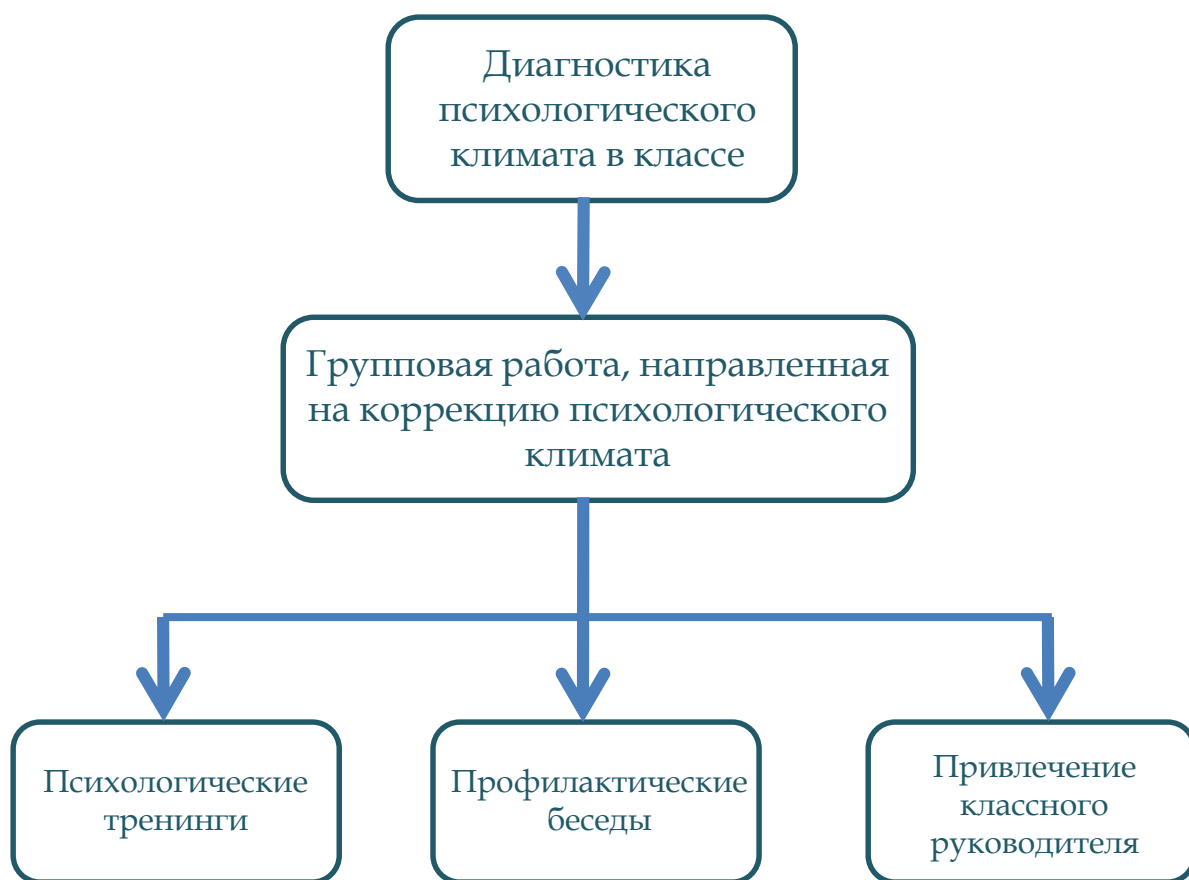 Диагностика
психологического
климата в классе
Групповая работа, направленная
на коррекцию психологического
климата
Психологические
тренинги
Профилактические
беседы
Привлечение
классного
руководителя